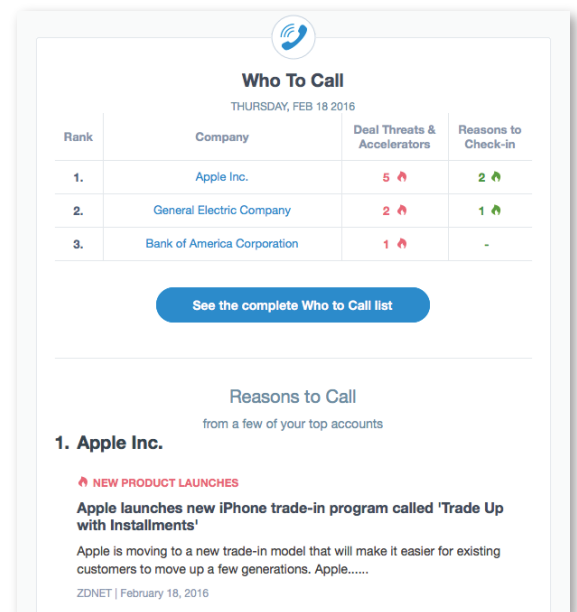 Who To Call
THURSDAY, FEB 18 2016
Rank
Company
Deal Threats &
Accelerators
Reasons to
Check-in
1.
Apple Inc.
5
2
2.
General Electric Company
2
1
3.
Bank of America Corporation
1
-
See the complete Who to Call list
Reasons to Call
from a few of your top accounts
1. Apple Inc.
NEW PRODUCT LAUNCHES
Apple launches new iPhone trade-in program called 'Trade Up
with Installments'
Apple is moving to a new trade-in model that will make it easier for existing
customers to move up a few generations. Apple......
ZDNET | February 18, 2016